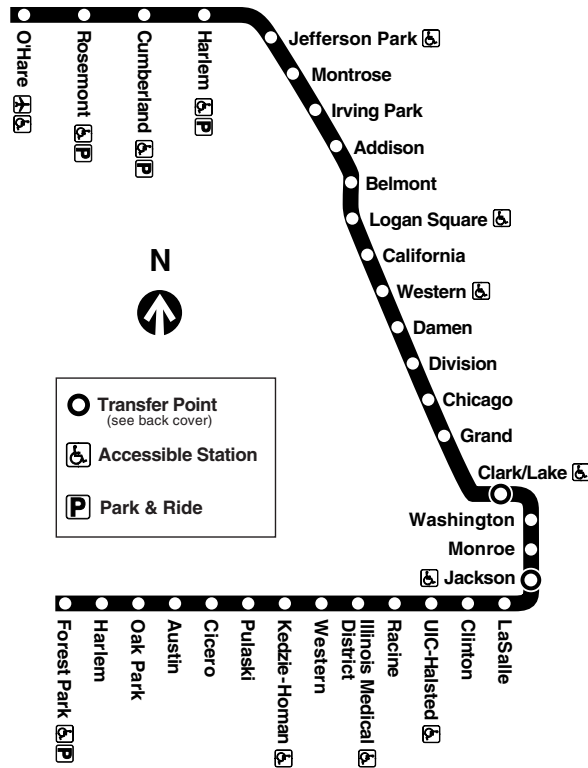 O'Hare
Rosemont
P
Cumberland
P
Harlem
P
Jefferson Park
Montrose
Irving Park
Addison
Belmont
Logan Square
California
Western
Damen
Division
Chicago
Grand
Clark/Lake
Washington
Monroe
Jackson
N
Transfer Point
(see back cover)
Accessible Station
P Park & Ride
Forest Park
P
Harlem
Oak Park
Austin
Cicero
Pulaski
Kedzie-Homan
Western
Illinois Medical
District
Racine
UIC-Halsted
Clinton
LaSalle